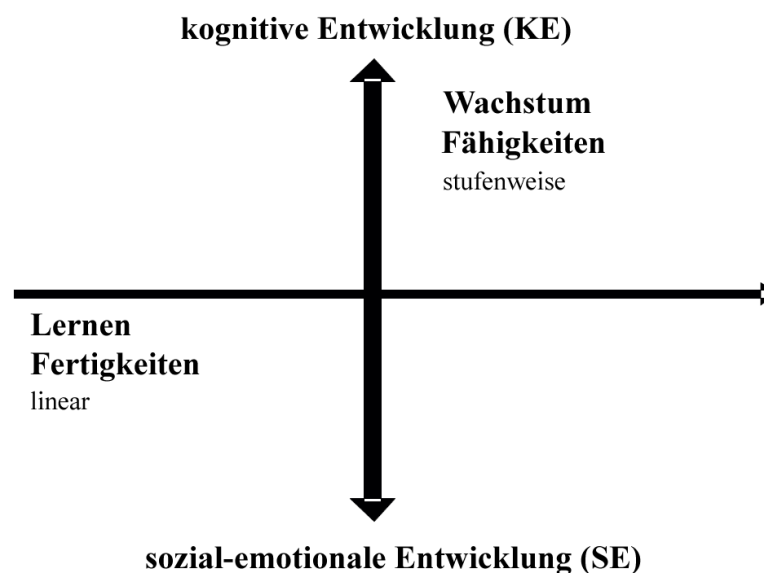 kognitive Entwicklung (KE)
Wachstum
Fähigkeiten
stufenweise
Lernen
Fertigkeiten
linear
sozial-emotionale Entwicklung (SE)